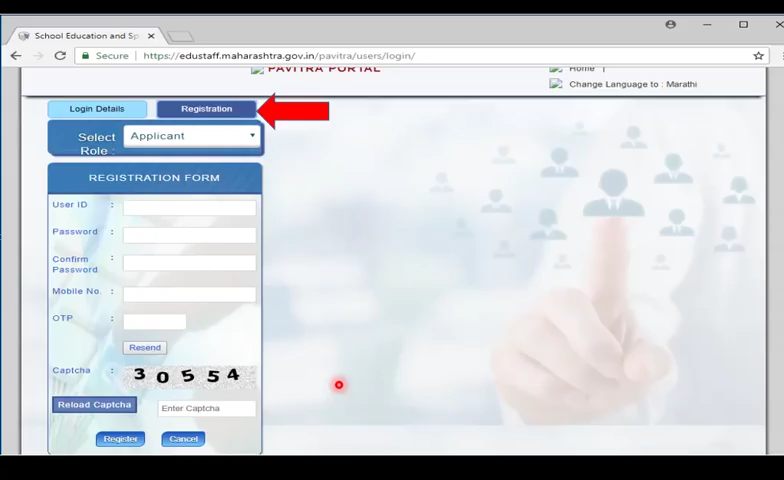 School Education and Sp
Secure | https://edustaff.maharashtra.gov.in/pavitra/users/login/
PAVITRA PORTAL
Home |
Change Language to : Marathi
Login Details
Registration
Select Role :
Applicant
REGISTRATION FORM
User ID :
Password :
Confirm Password :
Mobile No. :
OTP :
Resend
Captcha :
30554
Reload Captcha
Enter Captcha
Register
Cancel